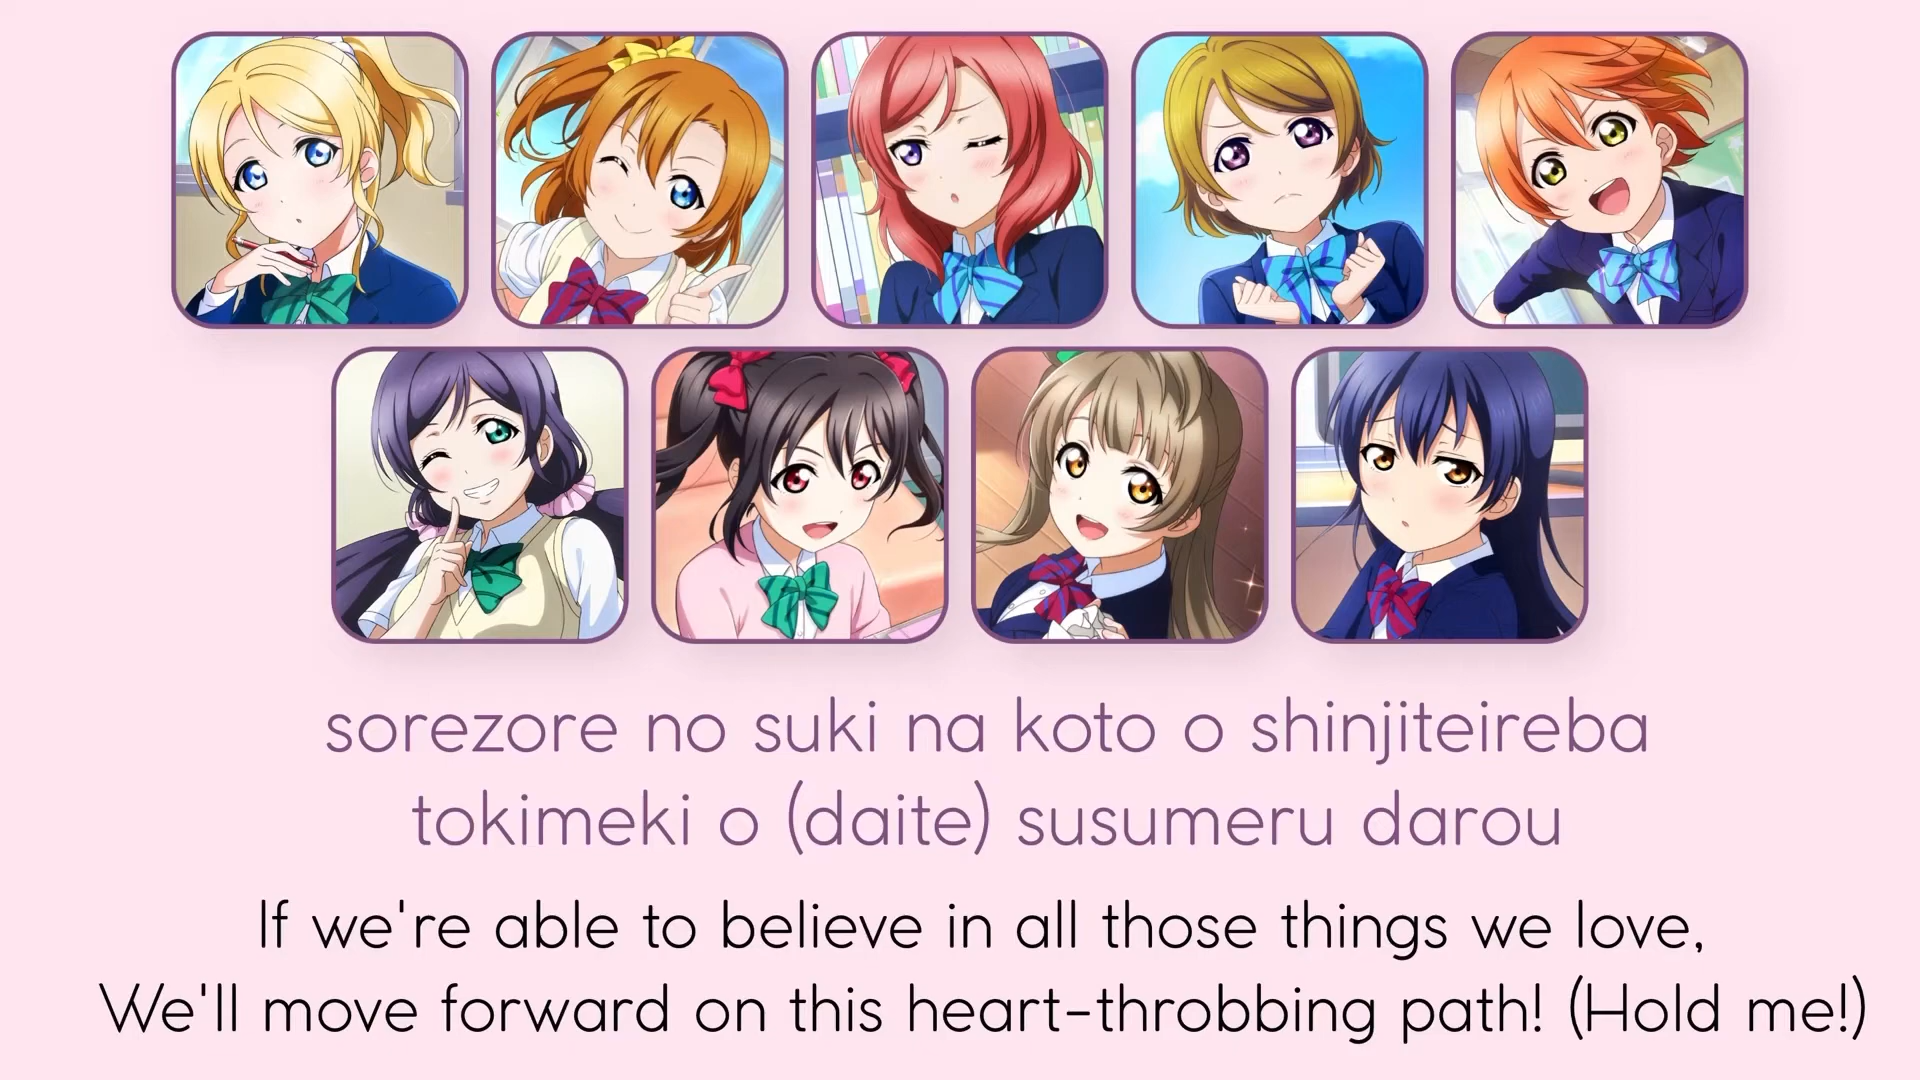 sorezore no suki na koto o shinjiteireba
tokimeki o (daite) susumeru darou
If we're able to believe in all those things we love,
We'll move forward on this heart-throbbing path! (Hold me!)